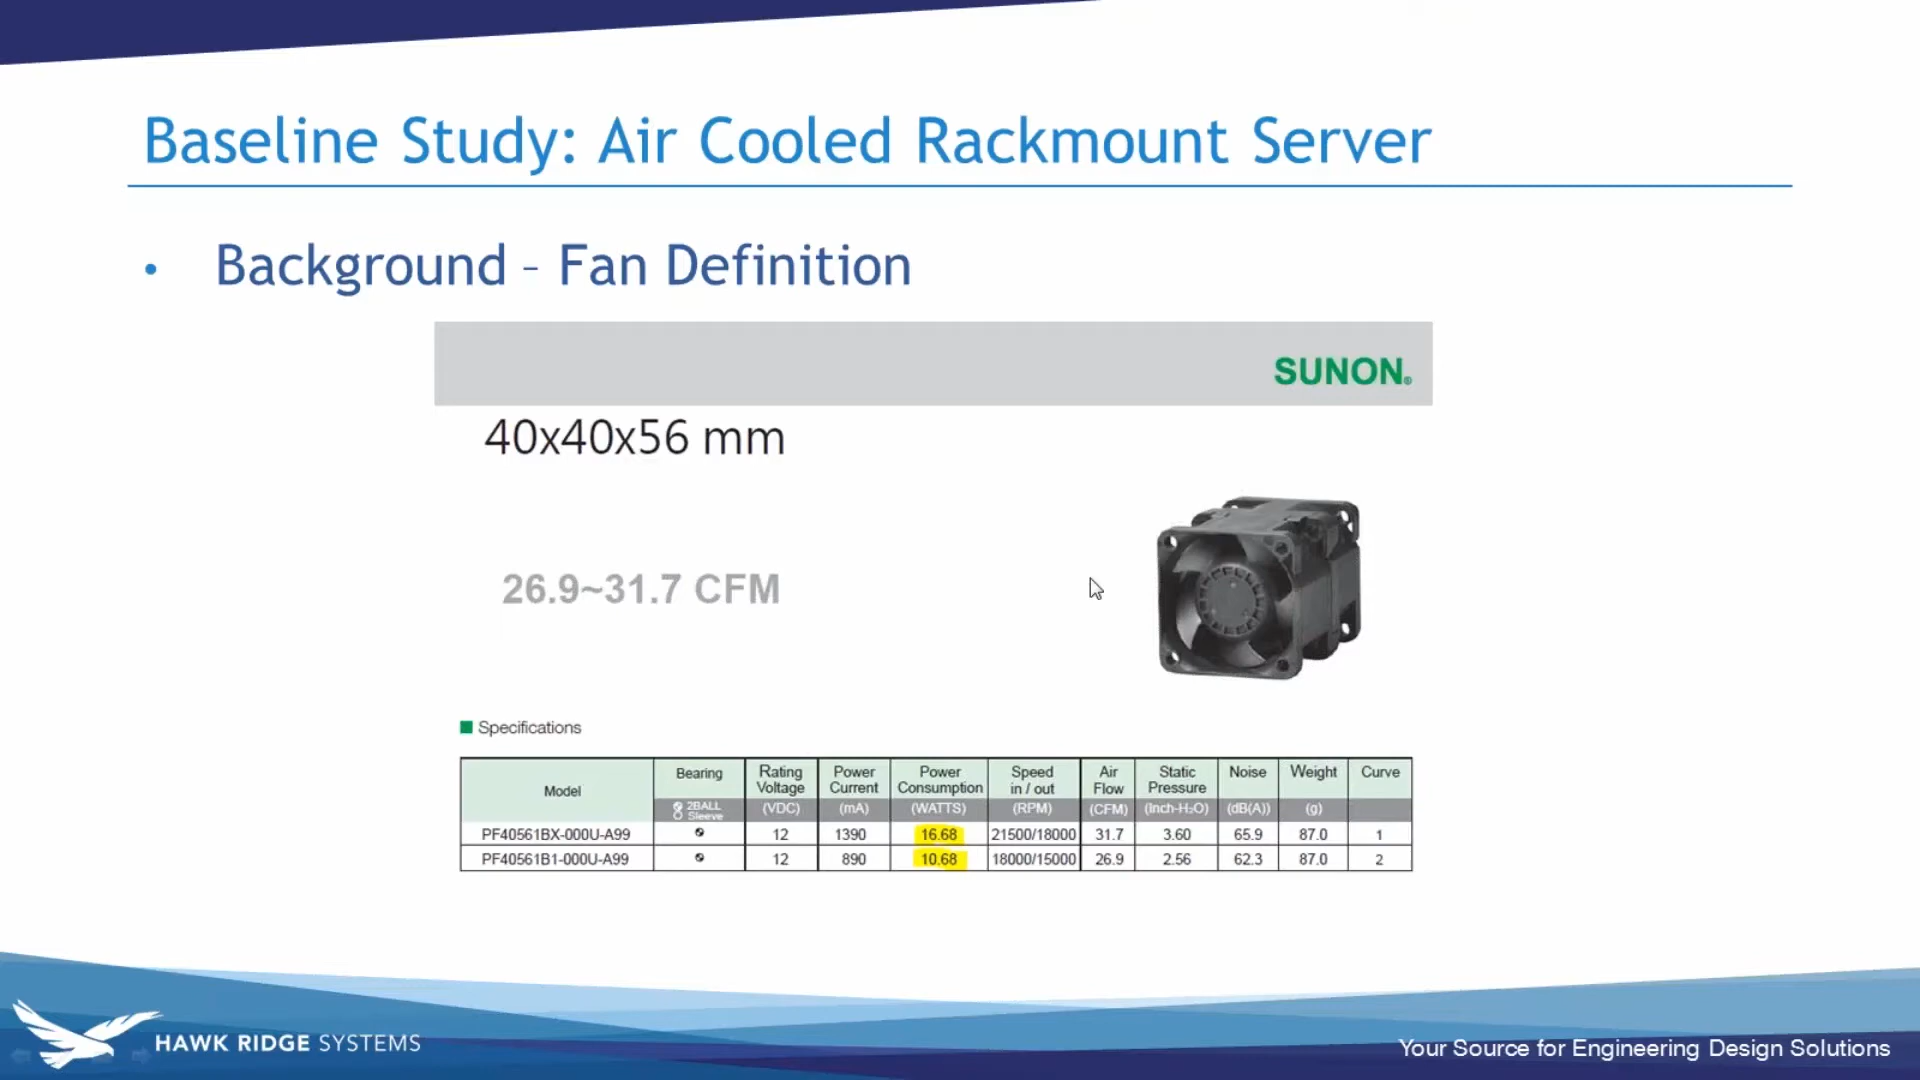 Baseline Study: Air Cooled Rackmount Server
• Background – Fan Definition
SUNON®
40x40x56 mm
26.9~31.7 CFM
Specifications
Model Bearing Rating Voltage Power Current Power Consumption Speed in / out Air Flow Static Pressure Noise Weight Curve
2BALL Sleeve (VDC) (mA) (WATTS) (RPM) (CFM) (Inch-H₂O) (dB(A)) (g)
PF40561BX-000U-A99 12 1390 16.68 21500/18000 31.7 3.60 65.9 87.0 1
PF40561B1-000U-A99 12 890 10.68 18000/15000 26.9 2.56 62.3 87.0 2
HAWK RIDGE SYSTEMS
Your Source for Engineering Design Solutions